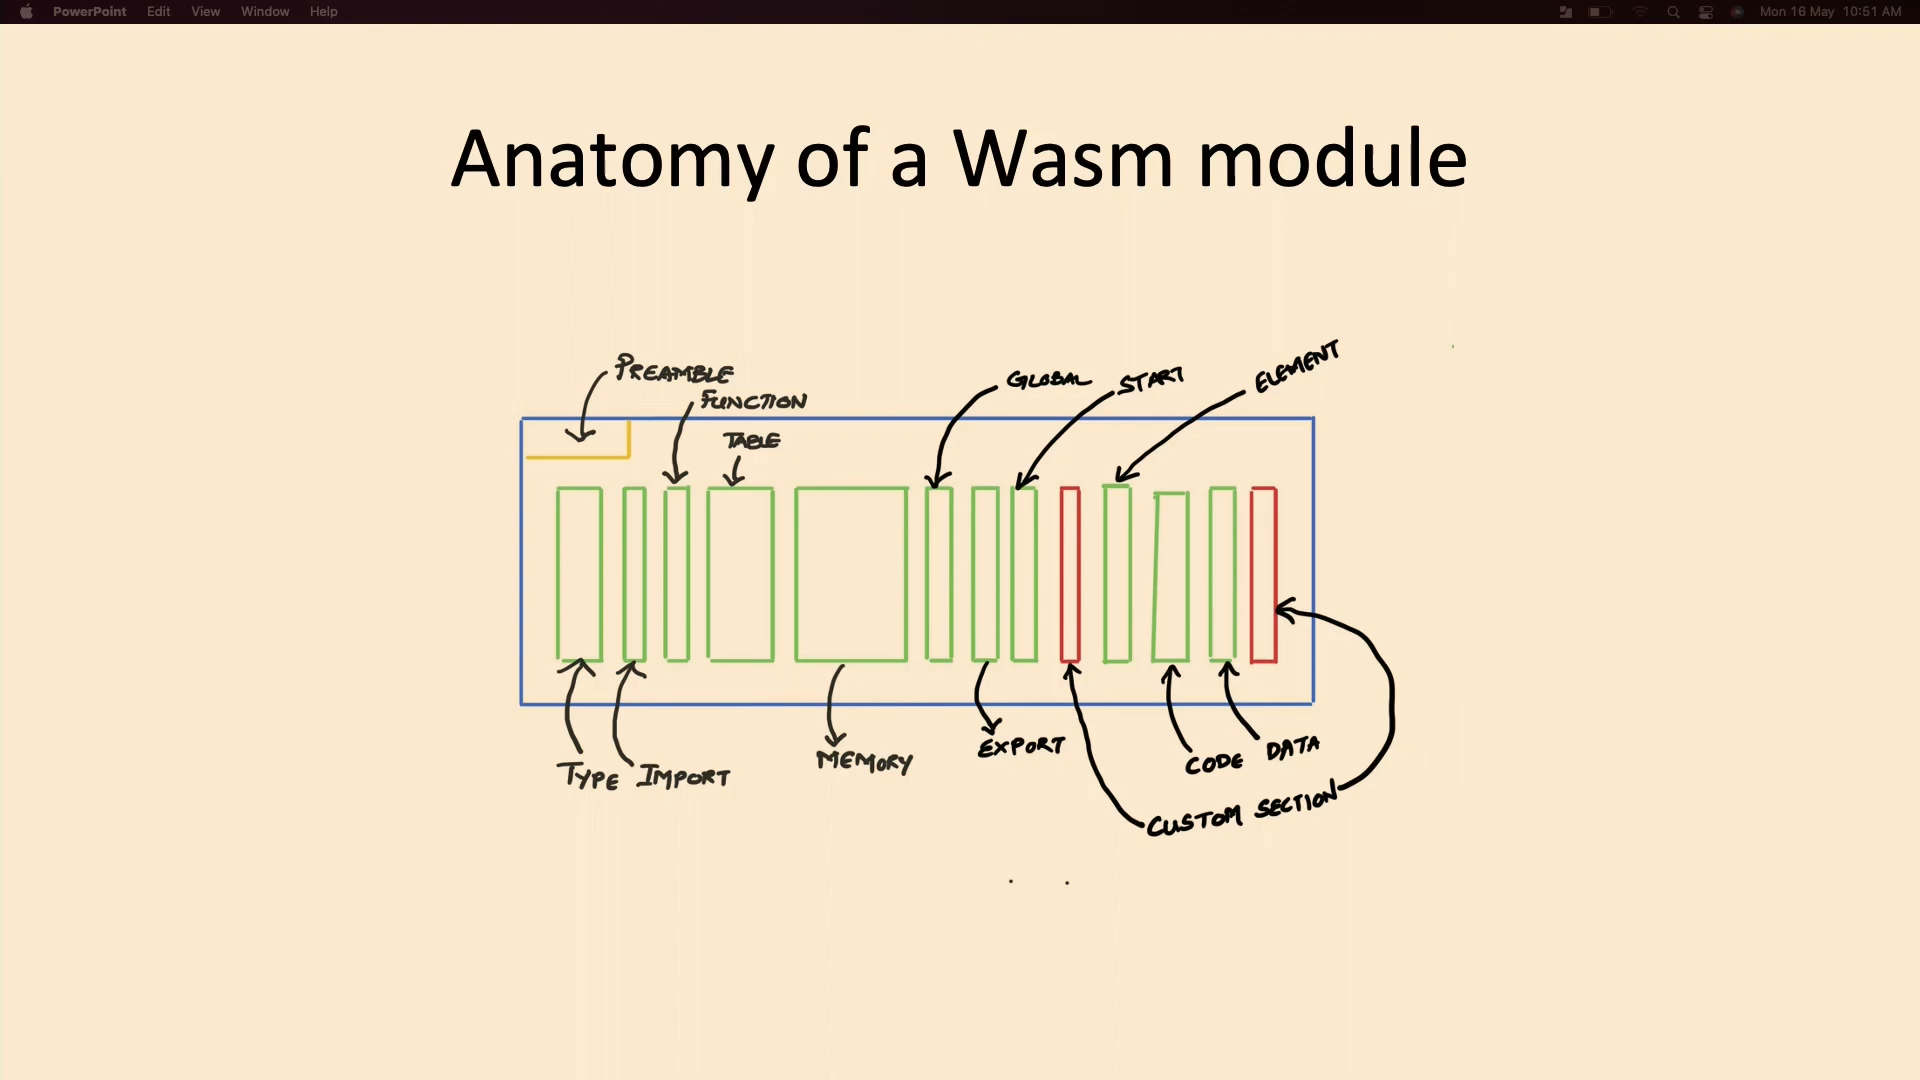 PowerPoint Edit View Window Help Mon 16 May 10:51 AM
Anatomy of a Wasm module
PREAMBLE
FUNCTION
TABLE
GLOBAL
START
ELEMENT
TYPE
IMPORT
MEMORY
EXPORT
CODE
DATA
CUSTOM SECTION